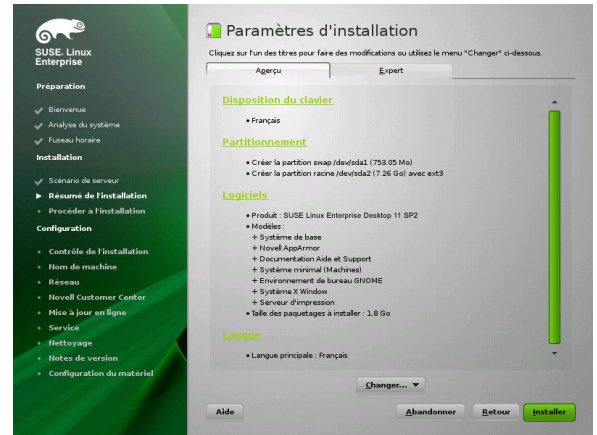 SUSE. Linux
Enterprise
Préparation
Bienvenue
Analyse du système
Fuseau horaire
Installation
Scénario de serveur
Résumé de l'installation
Procéder à l'installation
Configuration
Contrôle de l'installation
Nom de machine
Réseau
Novell Customer Center
Mise à jour en ligne
Service
Nettoyage
Notes de version
Configuration du matériel
Paramètres d'installation
Cliquez sur l'un des titres pour faire des modifications ou utilisez le menu "Changer" ci-dessous.
Aperçu
Expert
Disposition du clavier
• Français
Partitionnement
• Créer la partition swap /dev/sda1 (753.05 Mo)
• Créer la partition racine /dev/sda2 (7.26 Go) avec ext3
Logiciels
• Produit : SUSE Linux Enterprise Desktop 11 SP2
• Modèles :
+ Système de base
+ Novell AppArmor
+ Documentation Aide et Support
+ Système minimal (Machines)
+ Environnement de bureau GNOME
+ Système X Window
+ Serveur d'impression
• Taille des paquetages à installer : 1.8 Go
Langue
• Langue principale : Français
Changer...
Aide
Abandonner
Retour
Installer